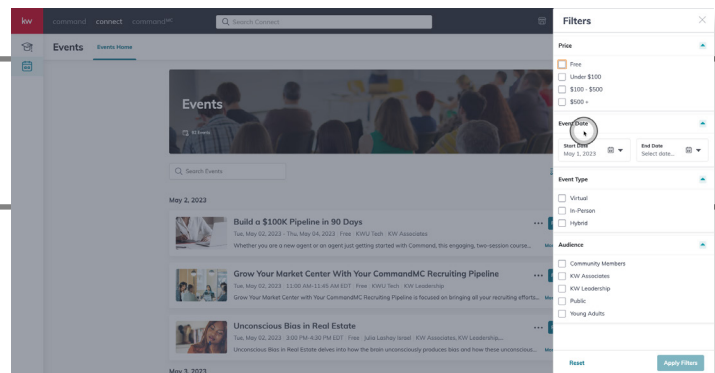 kw command connect command MC Search Connect
Events Events Home
Events
Search Events
May 2, 2023
Build a $100K Pipeline in 90 Days
Tue, May 02, 2023 - Thu, May 04, 2023 · Free · KWU Tech · KW Associates
Whether you are a new agent or an agent just getting started with Command, this engaging, two-session course...
Grow Your Market Center With Your CommandMC Recruiting Pipeline
Tue, May 02, 2023 · 11:00 AM-11:45 AM EDT · Free · KWU Tech · KW Leadership
Grow Your Market Center with Your CommandMC Recruiting Pipeline is focused on bringing all your recruiting efforts...
Unconscious Bias in Real Estate
Tue, May 02, 2023 · 3:00 PM-4:30 PM EDT · Free · Julia Lashay Israel · KW Associates, KW Leadership...
Unconscious Bias in Real Estate delves into how the brain unconsciously produces bias and how these unconscious...
May 3, 2023
Filters
Price
Free
Under $100
$100 - $500
$500 +
Event Date
Start Date End Date
May 1, 2023 Select date...
Event Type
Virtual
In-Person
Hybrid
Audience
Community Members
KW Associates
KW Leadership
Public
Young Adults
Reset Apply Filters